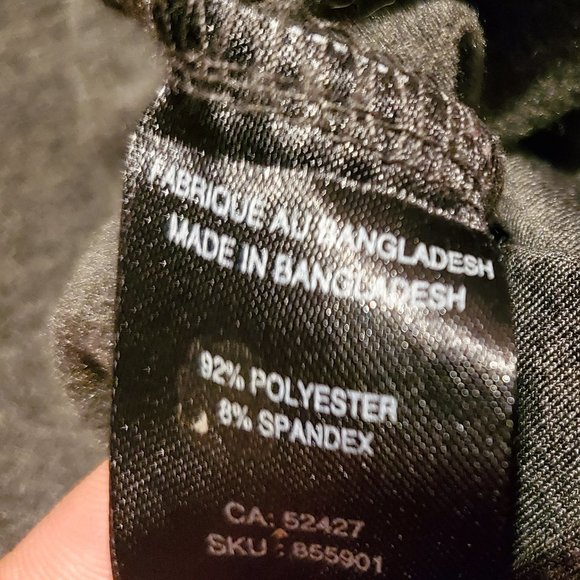 FABRIQUE AU BANGLADESH
MADE IN BANGLADESH
92% POLYESTER
8% SPANDEX
CA: 52427
SKU: 855901